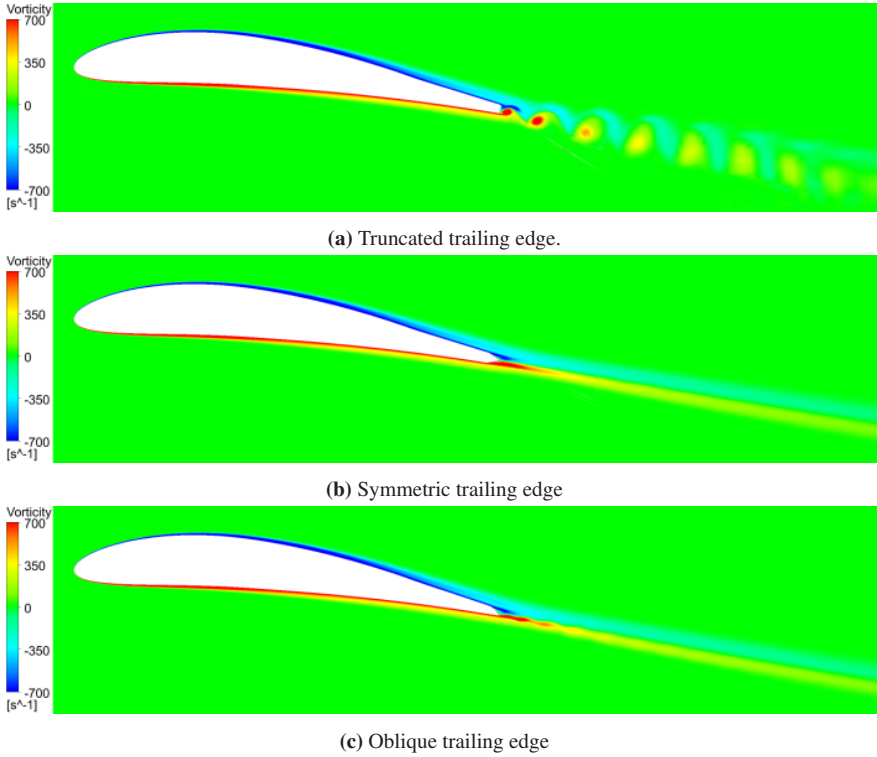 Vorticity
700
350
0
-350
-700
[s^-1]
(a) Truncated trailing edge.
Vorticity
700
350
0
-350
-700
[s^-1]
(b) Symmetric trailing edge
Vorticity
700
350
0
-350
-700
[s^-1]
(c) Oblique trailing edge